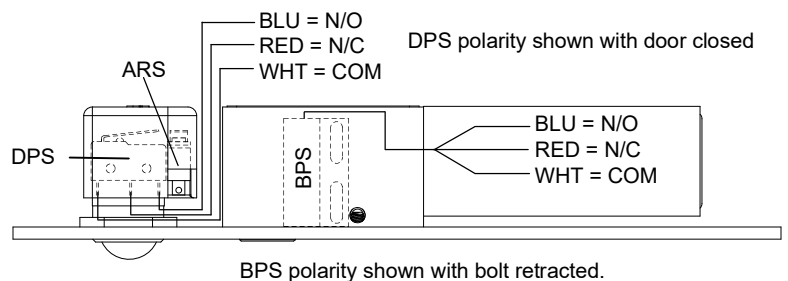 BLU = N/O
RED = N/C
WHT = COM
DPS polarity shown with door closed
ARS
DPS
BPS
BLU = N/O
RED = N/C
WHT = COM
BPS polarity shown with bolt retracted.